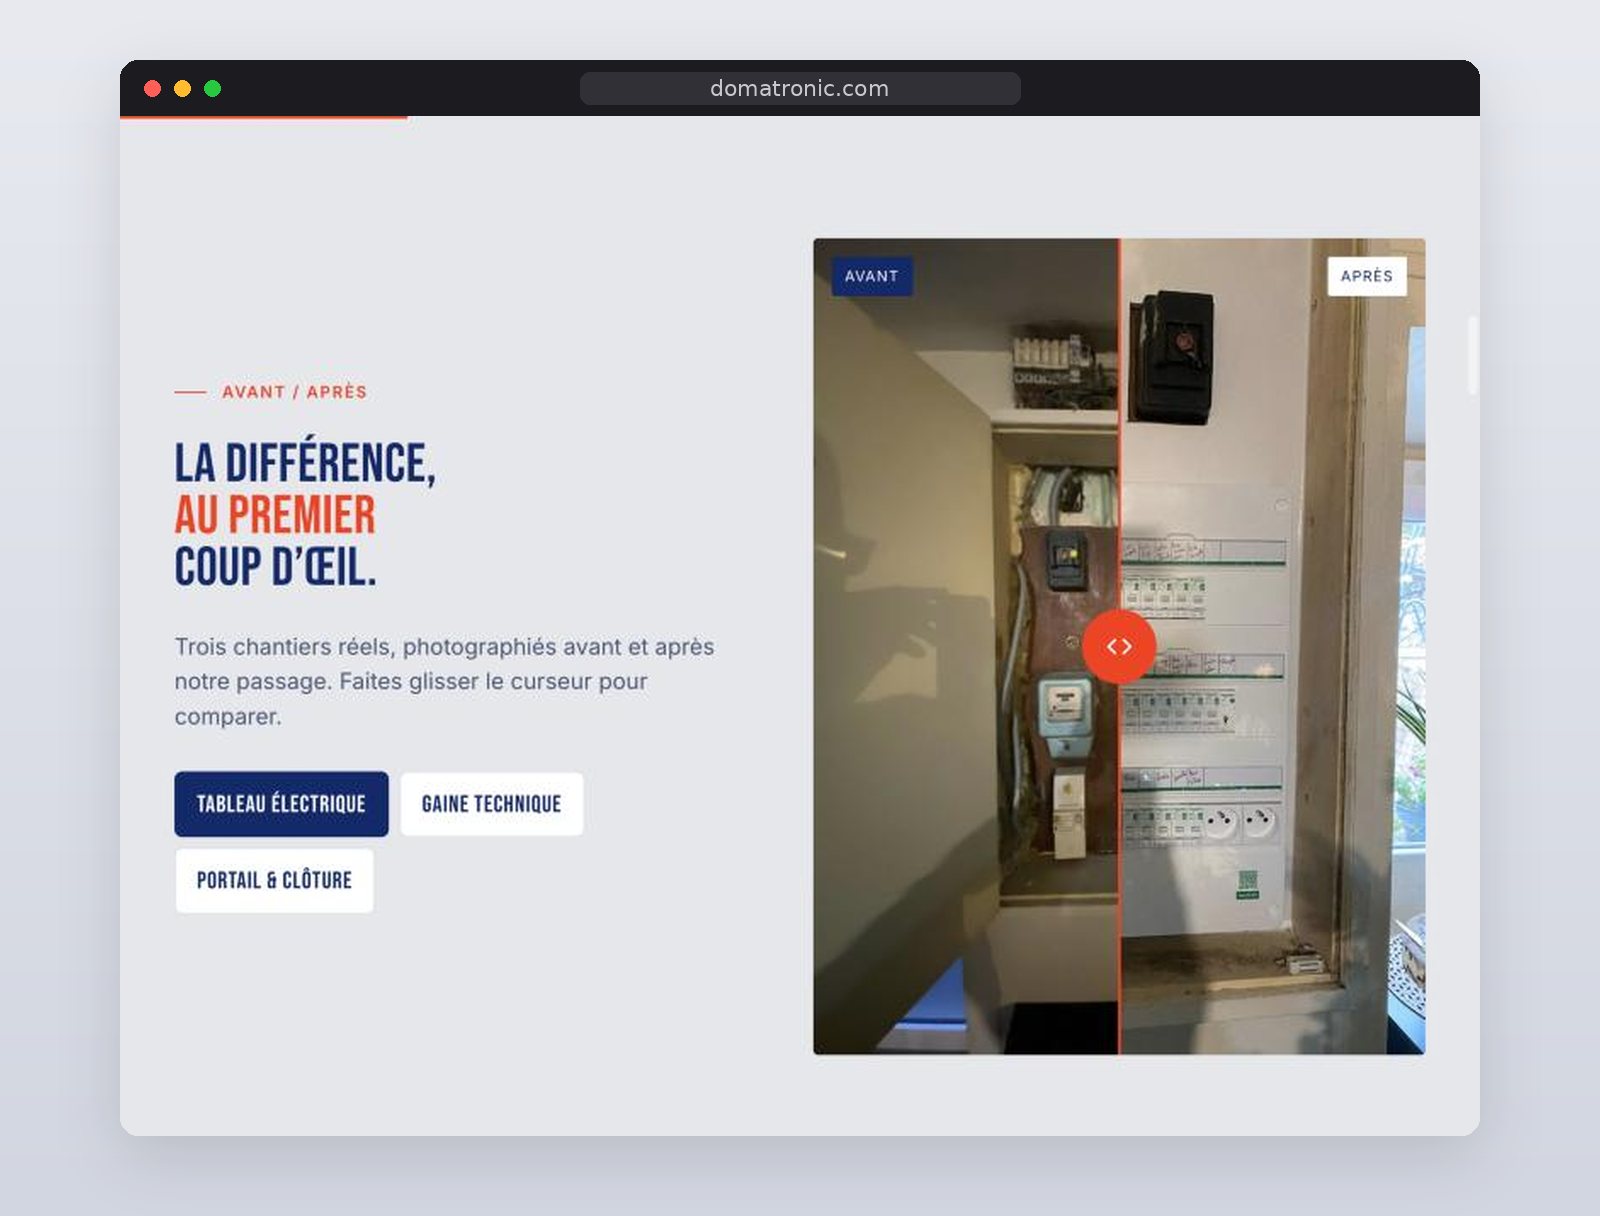 domatronic.com
AVANT / APRÈS
LA DIFFÉRENCE,
AU PREMIER
COUP D’ŒIL.
Trois chantiers réels, photographiés avant et après
notre passage. Faites glisser le curseur pour
comparer.
TABLEAU ÉLECTRIQUE
GAINE TECHNIQUE
PORTAIL & CLÔTURE
AVANT
APRÈS